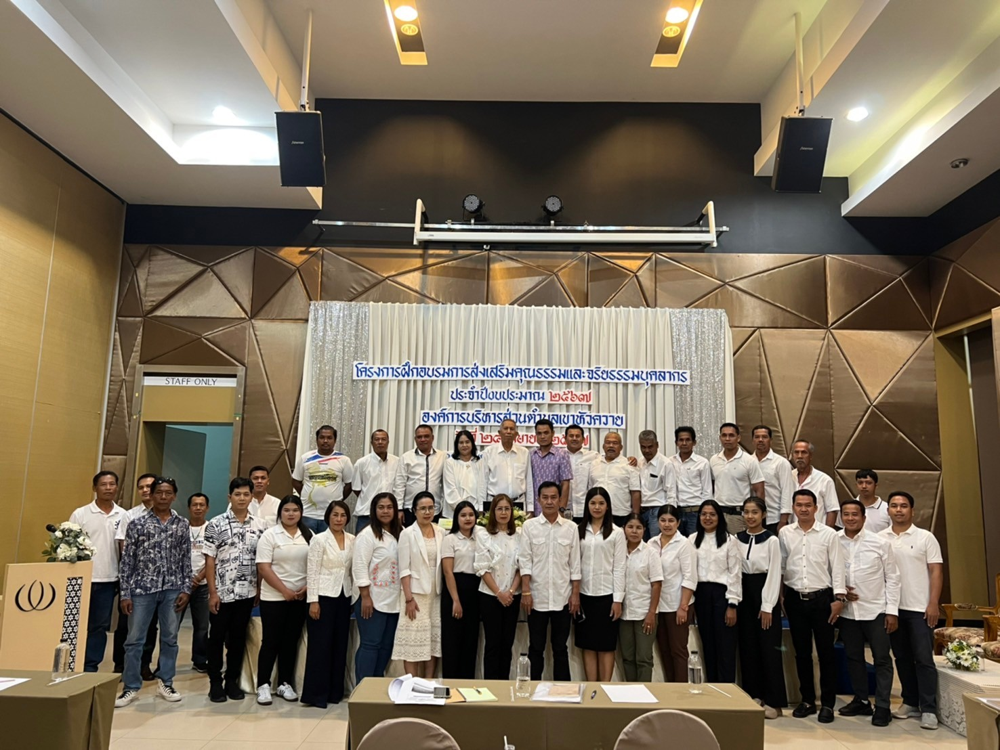 STAFF ONLY
โครงการฝึกอบรมการส่งเสริมคุณธรรมและจริยธรรมบุคลากร
ประจำปีงบประมาณ ๒๕๖๗
องค์การบริหารส่วนตำบลเขาหัวควาย